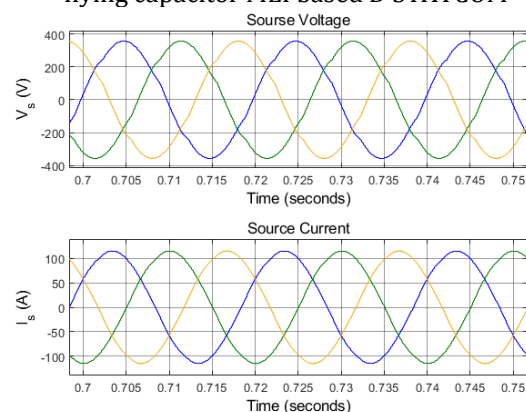 flying capacitor MLI based D-STATCOM
Sourse Voltage
400
200
0
-200
-400
V_s (V)
0.7 0.705 0.71 0.715 0.72 0.725 0.73 0.735 0.74 0.745 0.75
Time (seconds)
Source Current
100
50
0
-50
-100
I_s (A)
0.7 0.705 0.71 0.715 0.72 0.725 0.73 0.735 0.74 0.745 0.75
Time (seconds)